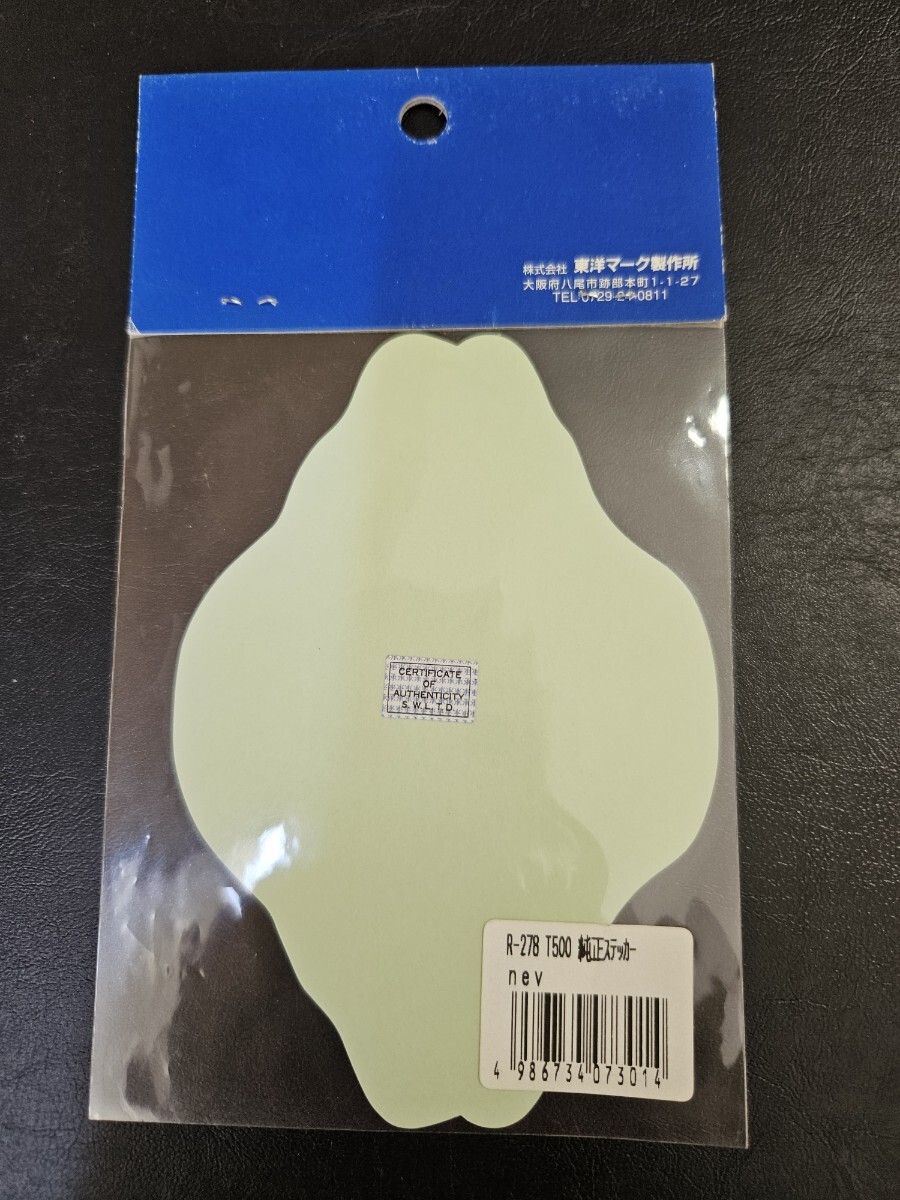 株式会社 東洋マーク製作所
大阪府八尾市跡部本町1-1-27
TEL 0729- -0811
CERTIFICATE
OF
AUTHENTICITY
S.W.L.T.D.
R-278 T500 純正ステッカー
nev
4 986734 073014